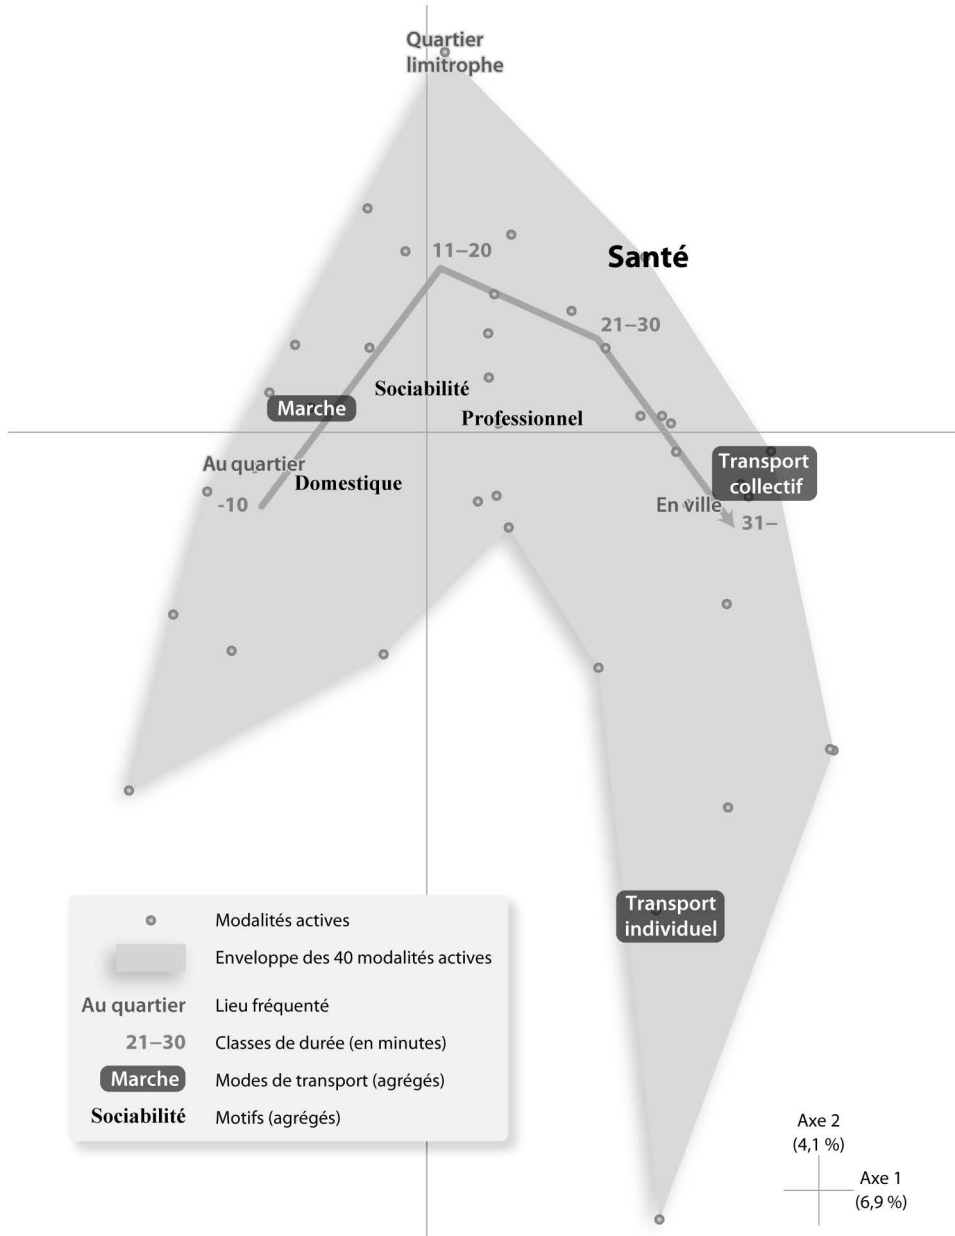 Quartier
limitrophe
11–20
Santé
21–30
Sociabilité
Marche
Professionnel
Au quartier
Transport
collectif
Domestique
-10
En ville
31–
Transport
individuel
Modalités actives
Enveloppe des 40 modalités actives
Au quartier Lieu fréquenté
21–30 Classes de durée (en minutes)
Marche Modes de transport (agrégés)
Sociabilité Motifs (agrégés)
Axe 2
(4,1 %)
Axe 1
(6,9 %)